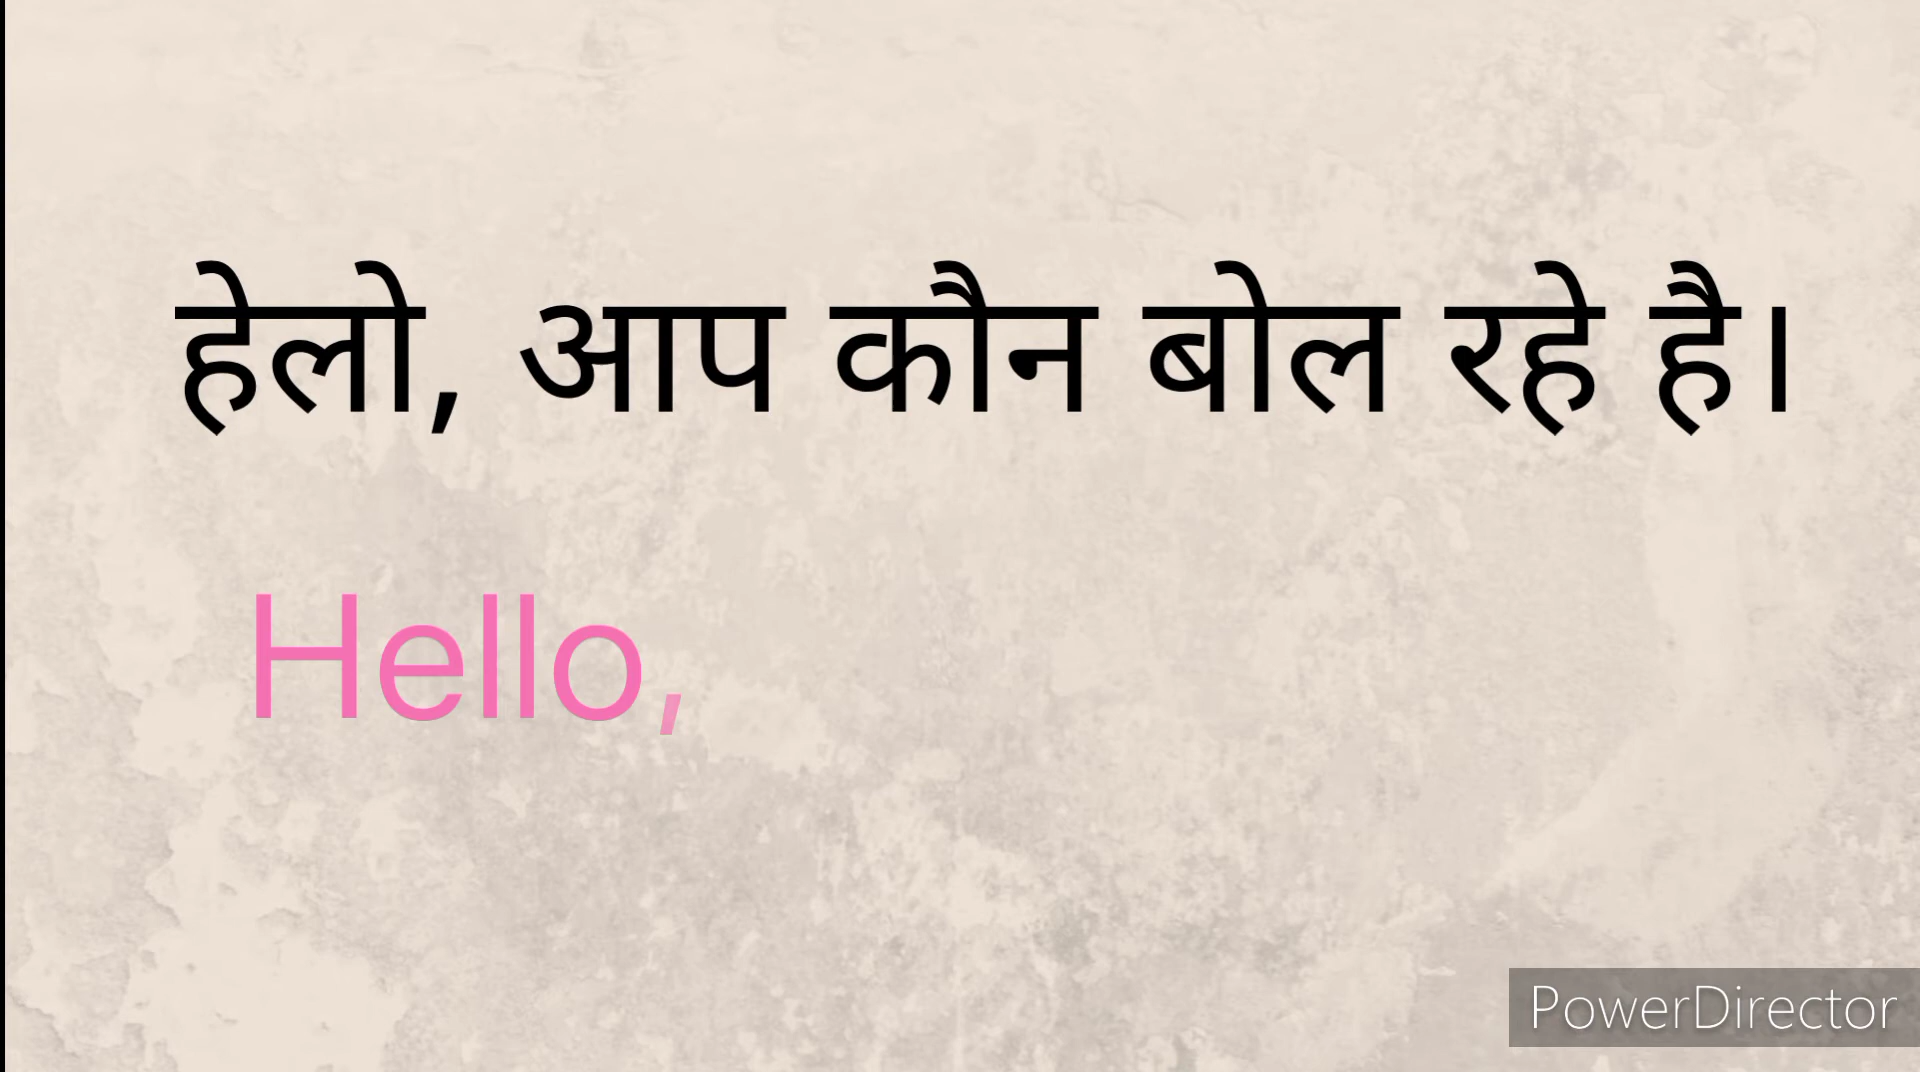 हेलो, आप कौन बोल रहे है।
Hello,
PowerDirector